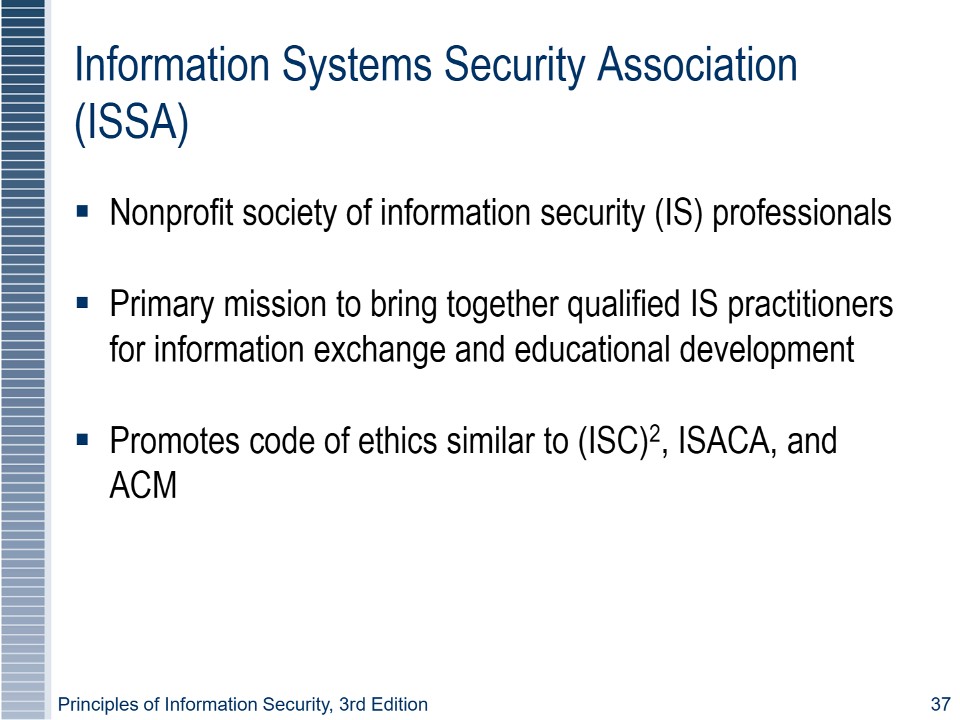 Information Systems Security Association
(ISSA)
▪ Nonprofit society of information security (IS) professionals
▪ Primary mission to bring together qualified IS practitioners
for information exchange and educational development
▪ Promotes code of ethics similar to (ISC)², ISACA, and
ACM
Principles of Information Security, 3rd Edition 37